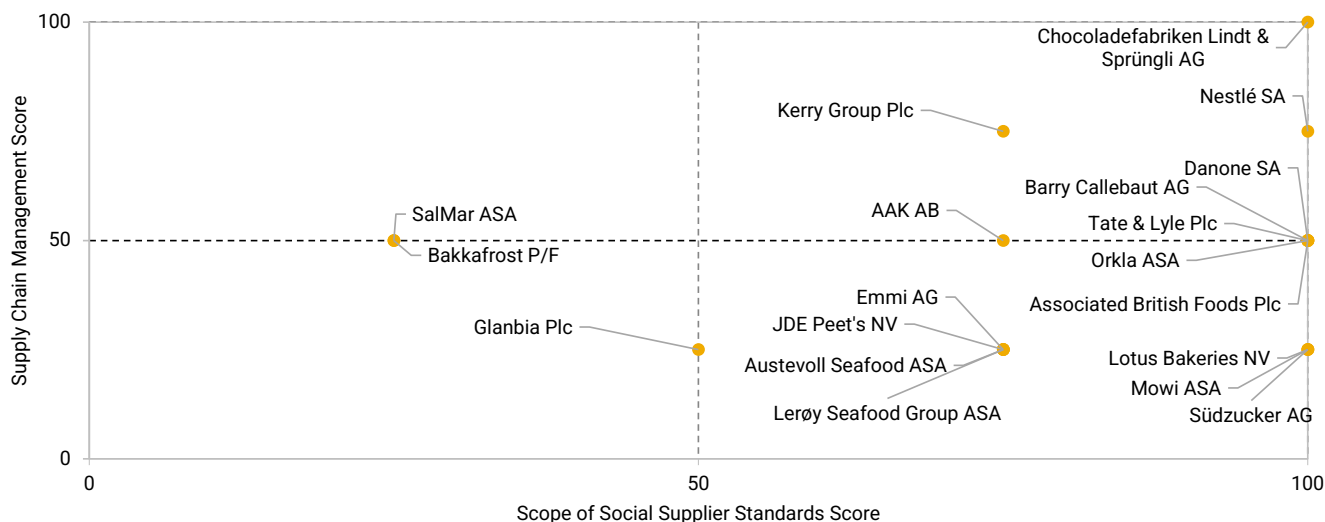 100
Chocoladefabriken Lindt &
Sprüngli AG
Nestlé SA
Kerry Group Plc
Danone SA
Barry Callebaut AG
SalMar ASA
AAK AB
Tate & Lyle Plc
50
Bakkafrost P/F
Orkla ASA
Emmi AG
Associated British Foods Plc
Glanbia Plc
JDE Peet's NV
Lotus Bakeries NV
Austevoll Seafood ASA
Mowi ASA
Lerøy Seafood Group ASA
Südzucker AG
0
Supply Chain Management Score
0
50
100
Scope of Social Supplier Standards Score